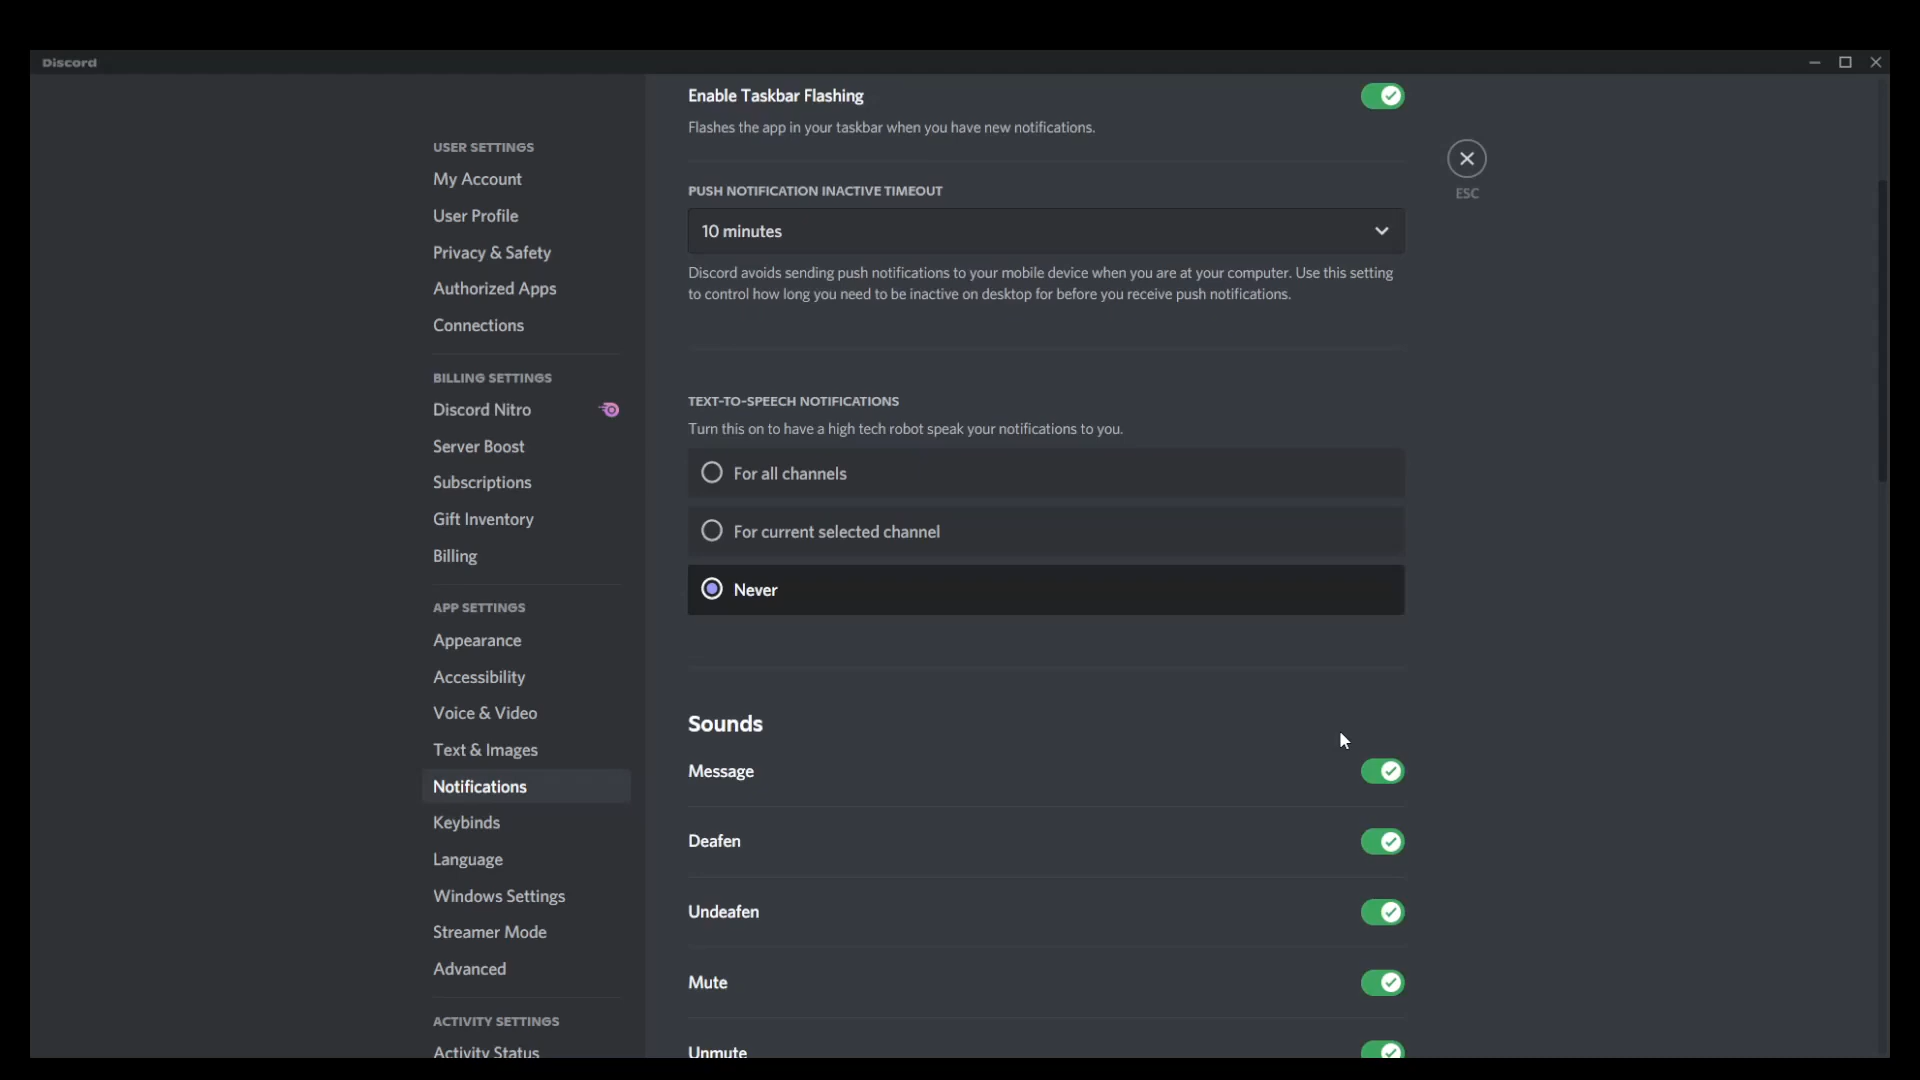 Discord
USER SETTINGS
My Account
User Profile
Privacy & Safety
Authorized Apps
Connections
BILLING SETTINGS
Discord Nitro
Server Boost
Subscriptions
Gift Inventory
Billing
APP SETTINGS
Appearance
Accessibility
Voice & Video
Text & Images
Notifications
Keybinds
Language
Windows Settings
Streamer Mode
Advanced
ACTIVITY SETTINGS
Activity Status
Enable Taskbar Flashing
Flashes the app in your taskbar when you have new notifications.
PUSH NOTIFICATION INACTIVE TIMEOUT
10 minutes
Discord avoids sending push notifications to your mobile device when you are at your computer. Use this setting
to control how long you need to be inactive on desktop for before you receive push notifications.
TEXT-TO-SPEECH NOTIFICATIONS
Turn this on to have a high tech robot speak your notifications to you.
For all channels
For current selected channel
Never
Sounds
Message
Deafen
Undeafen
Mute
Unmute
ESC